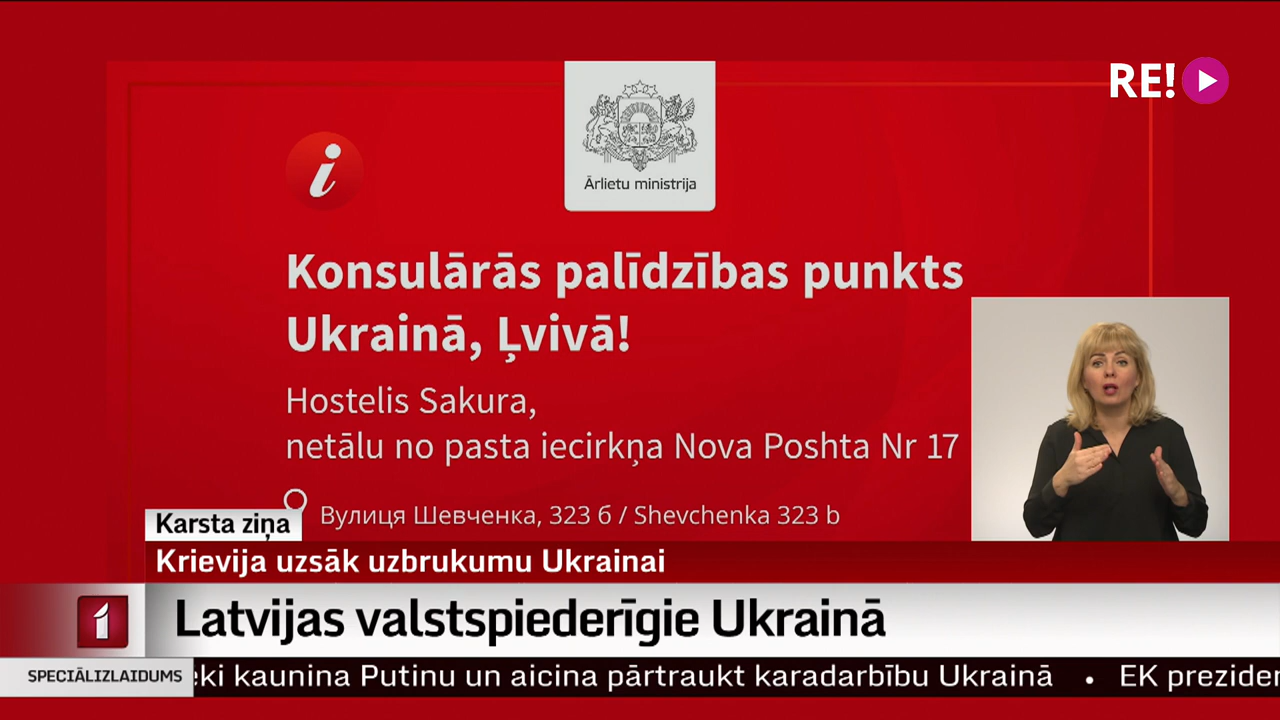 RE!
Ārlietu ministrija
Konsulārās palīdzības punkts
Ukrainā, Ļvivā!
Hostelis Sakura,
netālu no pasta iecirkņa Nova Poshta Nr 17
Вулиця Шевченка, 323 б / Shevchenka 323 b
Karsta ziņa
Krievija uzsāk uzbrukumu Ukrainai
1
Latvijas valstspiederīgie Ukrainā
SPECIĀLIZLAIDUMS
kaunina Putinu un aicina pārtraukt karadarbību Ukrainā • EK